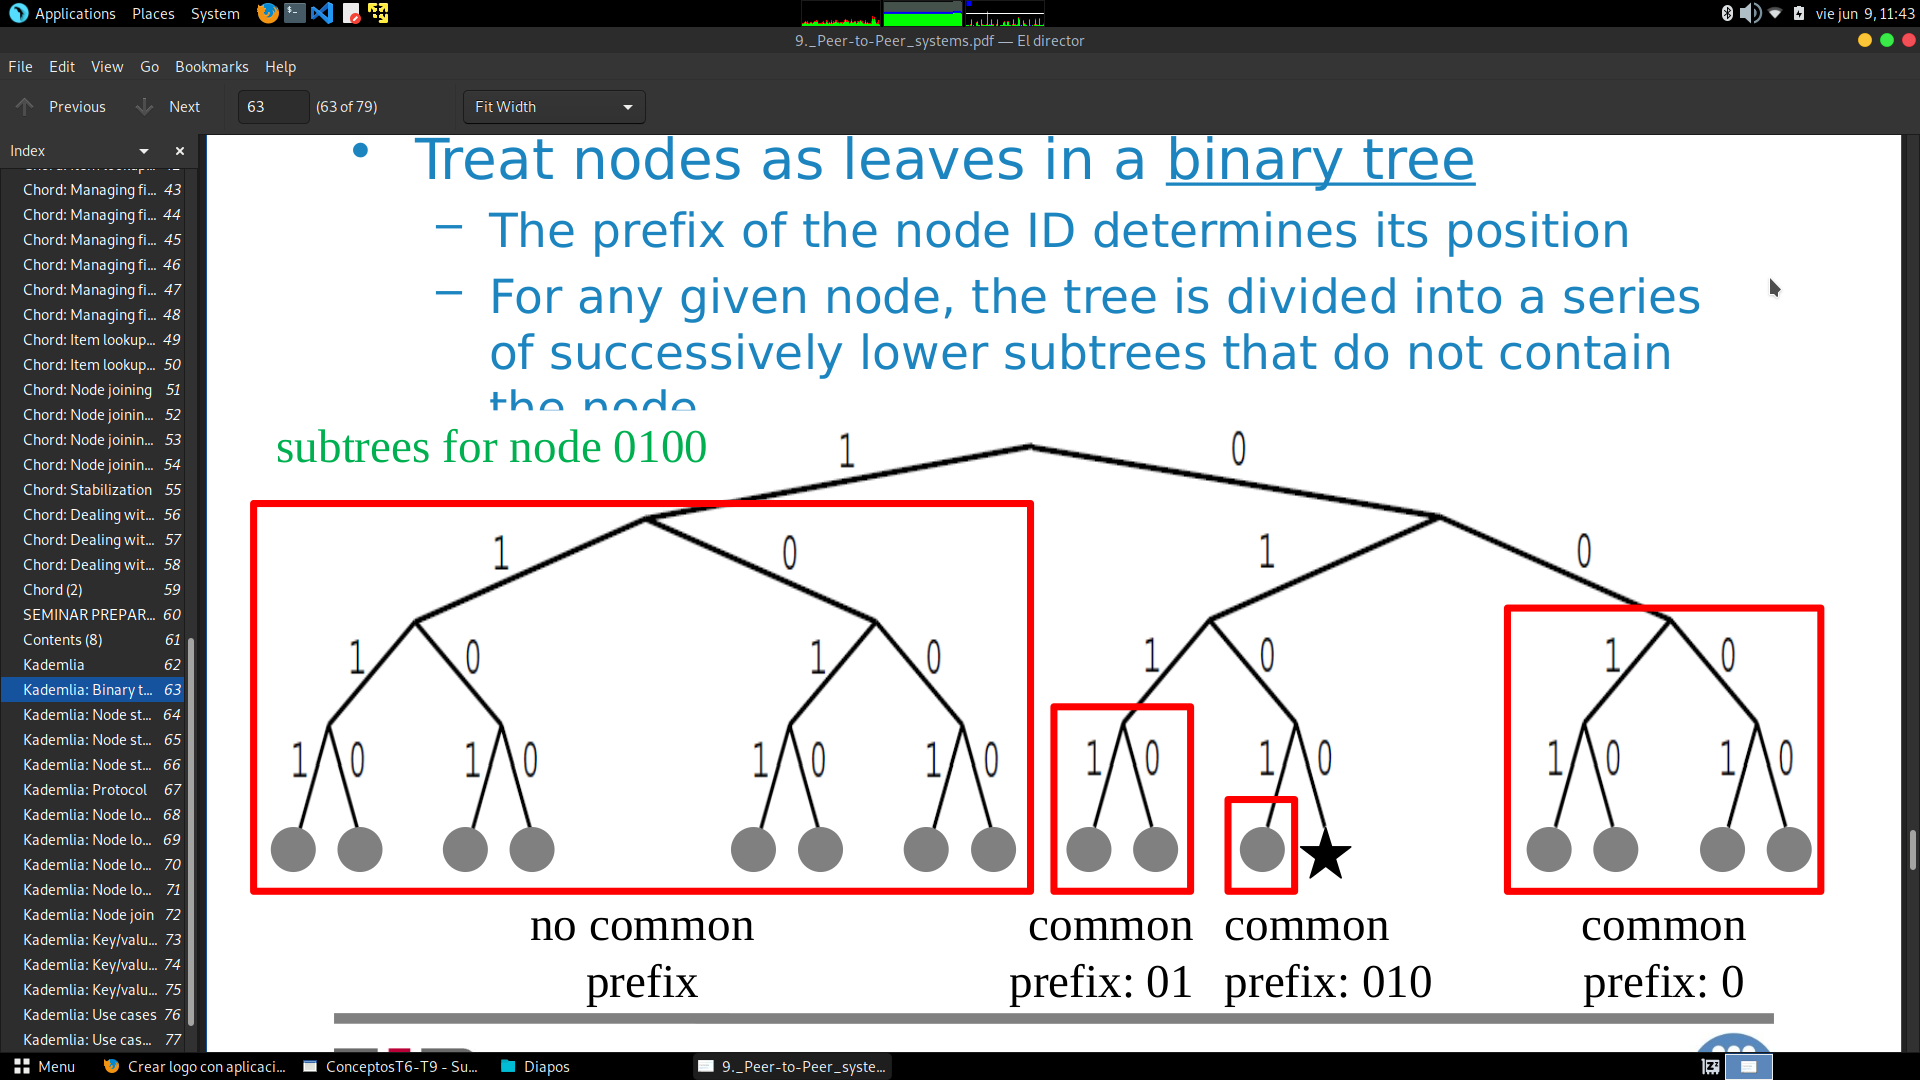 Applications Places System
vie jun 9, 11:43
9._Peer-to-Peer_systems.pdf — El director
File Edit View Go Bookmarks Help
Previous Next 63 (63 of 79) Fit Width
Index
Chord: Managing fi... 43
Chord: Managing fi... 44
Chord: Managing fi... 45
Chord: Managing fi... 46
Chord: Managing fi... 47
Chord: Managing fi... 48
Chord: Item lookup... 49
Chord: Item lookup... 50
Chord: Node joining 51
Chord: Node joinin... 52
Chord: Node joinin... 53
Chord: Node joinin... 54
Chord: Stabilization 55
Chord: Dealing wit... 56
Chord: Dealing wit... 57
Chord: Dealing wit... 58
Chord (2) 59
SEMINAR PREPAR... 60
Contents (8) 61
Kademlia 62
Kademlia: Binary t... 63
Kademlia: Node st... 64
Kademlia: Node st... 65
Kademlia: Node st... 66
Kademlia: Protocol 67
Kademlia: Node lo... 68
Kademlia: Node lo... 69
Kademlia: Node lo... 70
Kademlia: Node lo... 71
Kademlia: Node join 72
Kademlia: Key/valu... 73
Kademlia: Key/valu... 74
Kademlia: Key/valu... 75
Kademlia: Use cases 76
Kademlia: Use cas... 77
• Treat nodes as leaves in a binary tree
– The prefix of the node ID determines its position
– For any given node, the tree is divided into a series
of successively lower subtrees that do not contain
the node
subtrees for node 0100
1 0
1 0 1 0
1 0 1 0 1 0 1 0
1 0 1 0 1 0 1 0 1 0 1 0 1 0 1 0
no common
prefix
common
prefix: 01
common
prefix: 010
common
prefix: 0
Menu Crear logo con aplicaci... ConceptosT6-T9 - Su... Diapos 9._Peer-to-Peer_syste...